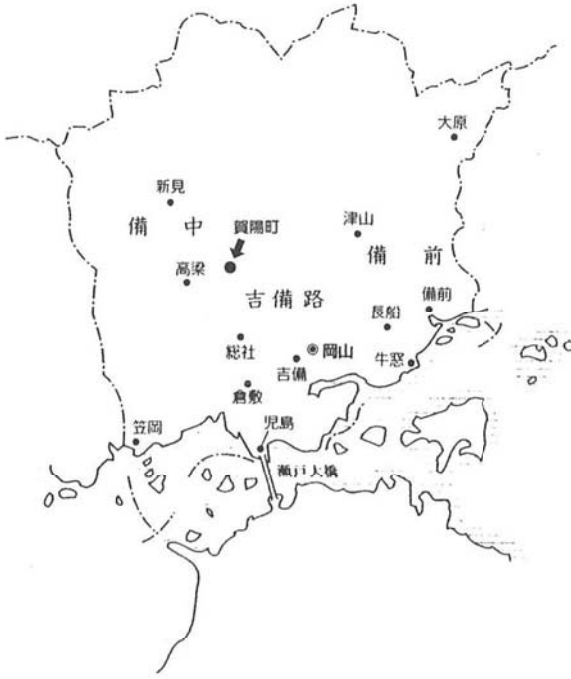 大原
新見
備中
賀陽町
津山
備前
高梁
吉備路
備前
長船
総社
岡山
吉備
牛窓
倉敷
笠岡
児島
瀬ji大橋